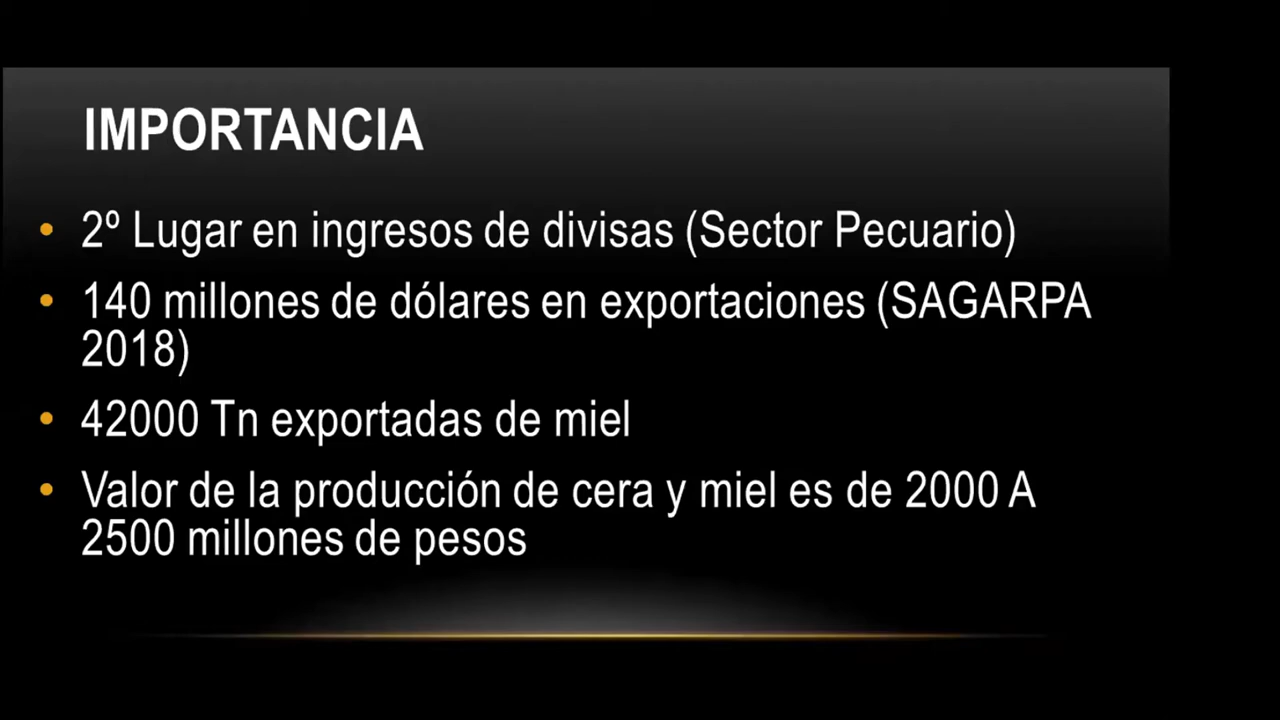 IMPORTANCIA
• 2º Lugar en ingresos de divisas (Sector Pecuario)
• 140 millones de dólares en exportaciones (SAGARPA
2018)
• 42000 Tn exportadas de miel
• Valor de la producción de cera y miel es de 2000 A
2500 millones de pesos